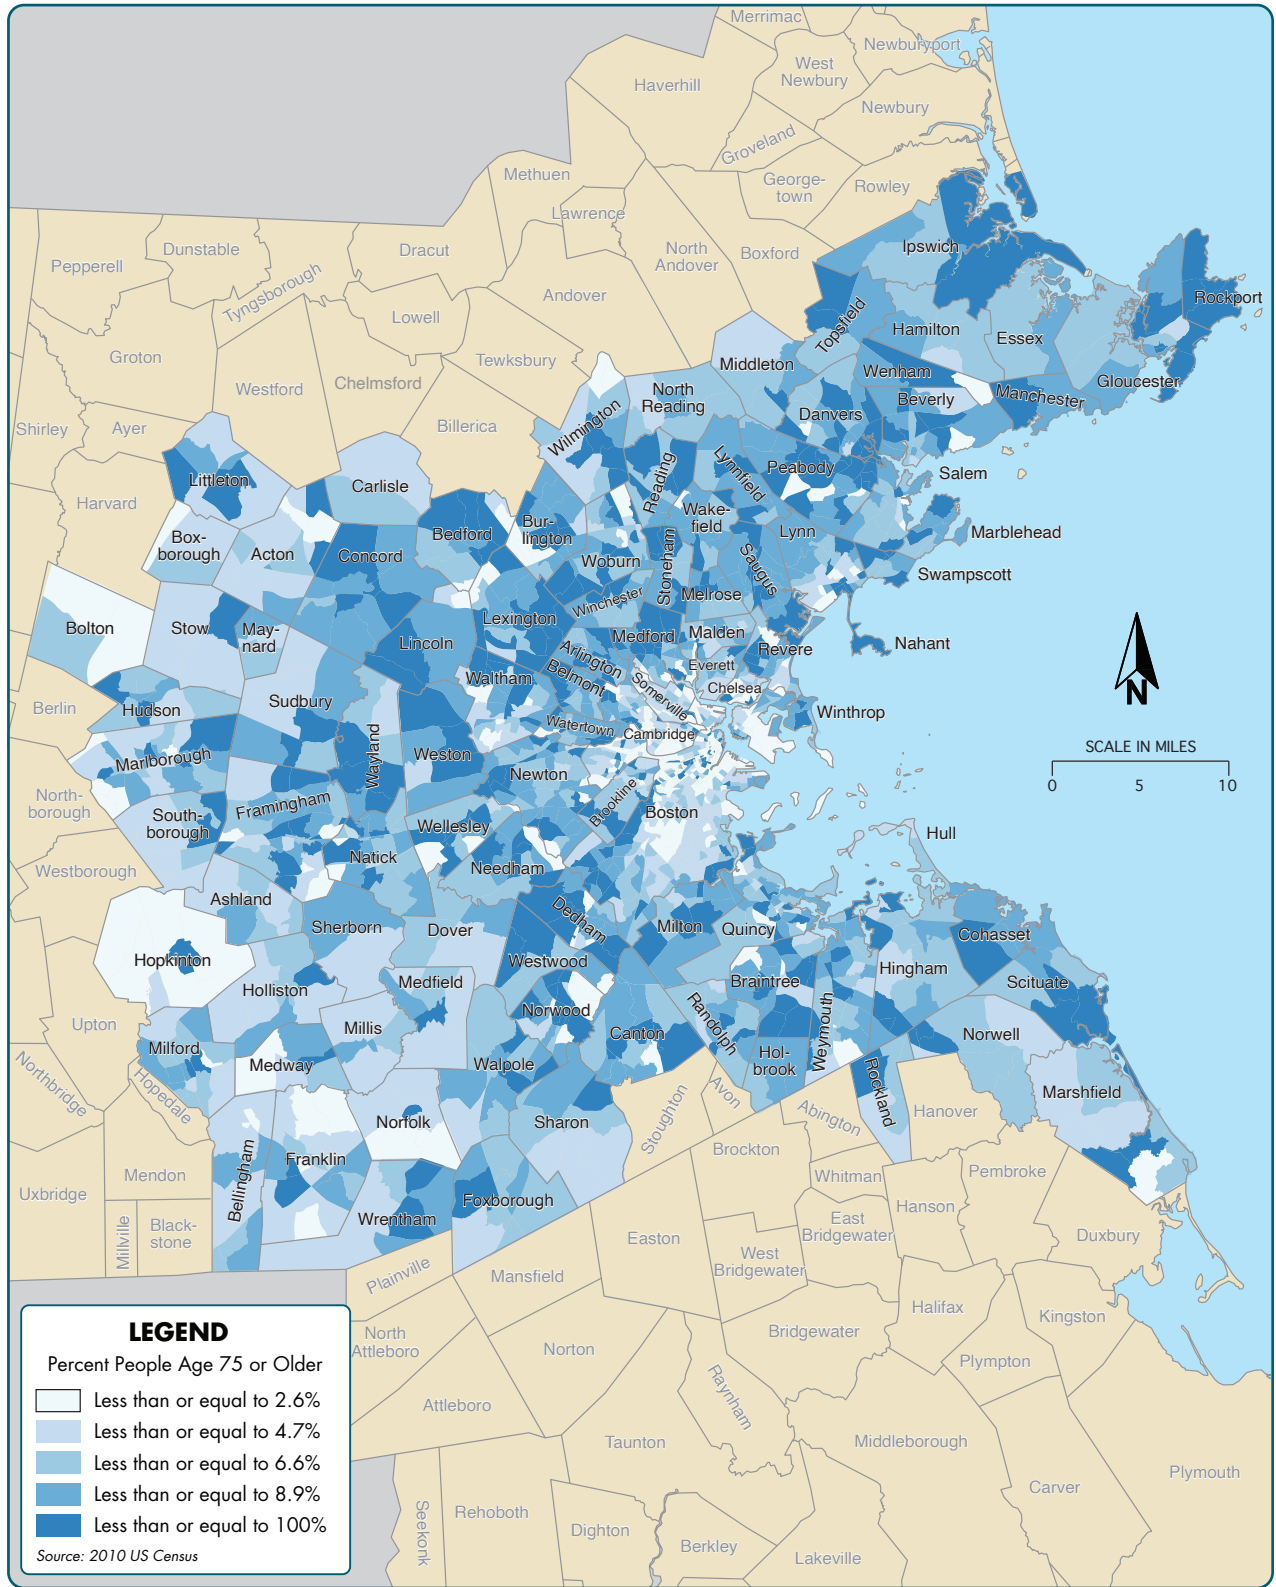 Merrimac
Newburyport
West
Newbury
Haverhill
Newbury
Groveland
Methuen
George-
town
Rowley
Lawrence
Dunstable
Dracut
North
Andover
Boxford
Ipswich
Pepperell
Tyngsborough
Andover
Rockport
Lowell
Topsfield
Hamilton
Essex
Groton
Tewksbury
Middleton
Westford
Chelmsford
Wenham
Gloucester
North
Reading
Beverly
Manchester
Shirley
Ayer
Billerica
Wilmington
Danvers
Littleton
Carlisle
Reading
Lynnfield
Peabody
Salem
Harvard
Wake-
field
Bedford
Bur-
lington
Lynn
Marblehead
Box-
borough
Acton
Concord
Woburn
Stoneham
Saugus
Swampscott
Winchester
Melrose
Bolton
Stow
May-
nard
Lincoln
Lexington
Medford
Malden
Revere
Nahant
Arlington
Everett
Belmont
Waltham
Somerville
Chelsea
N
Berlin
Hudson
Sudbury
Winthrop
Watertown
Cambridge
Marlborough
Wayland
Weston
SCALE IN MILES
Newton
0 5 10
North-
borough
Framingham
Brookline
Boston
South-
borough
Wellesley
Hull
Natick
Needham
Westborough
Ashland
Sherborn
Dover
Dedham
Milton
Quincy
Cohasset
Hopkinton
Westwood
Hingham
Scituate
Holliston
Medfield
Braintree
Upton
Millis
Norwood
Canton
Randolph
Weymouth
Norwell
Milford
Medway
Walpole
Hol-
brook
Northbridge
Hopedale
Rockland
Marshfield
Norfolk
Sharon
Stoughton
Avon
Abington
Hanover
Franklin
Brockton
Mendon
Bellingham
Whitman
Pembroke
Uxbridge
Foxborough
Hanson
Millville
Black-
stone
Wrentham
Easton
East
Bridgewater
Duxbury
West
Bridgewater
Plainville
Mansfield
Halifax
Kingston
North
Attleboro
Norton
Bridgewater
Plympton
Attleboro
Raynham
Taunton
Middleborough
Plymouth
Carver
Seekonk
Rehoboth
Dighton
Berkley
Lakeville
LEGEND
Percent People Age 75 or Older
Less than or equal to 2.6%
Less than or equal to 4.7%
Less than or equal to 6.6%
Less than or equal to 8.9%
Less than or equal to 100%
Source: 2010 US Census